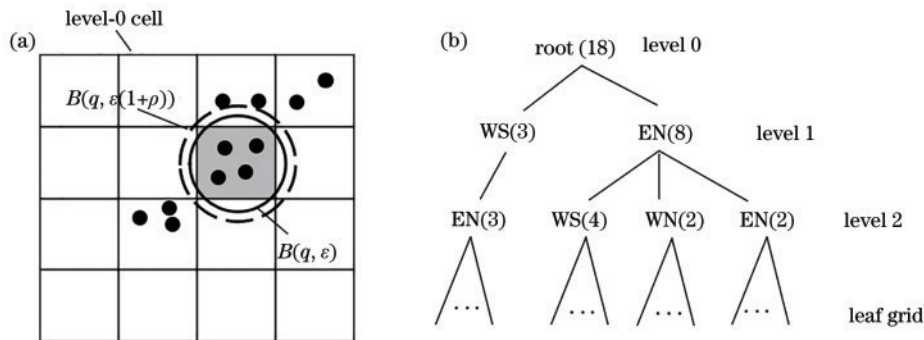 (a)
level-0 cell
B(q, ε(1+ρ))
B(q, ε)
(b)
root (18) level 0
WS(3) EN(8) level 1
EN(3) WS(4) WN(2) EN(2) level 2
... ... ... ... leaf grid